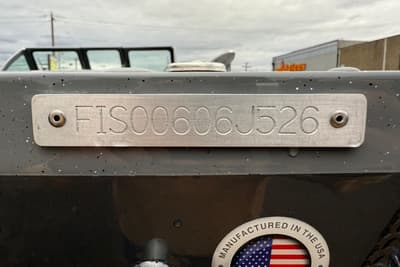 FIS00606J526
MANUFACTURED IN THE USA